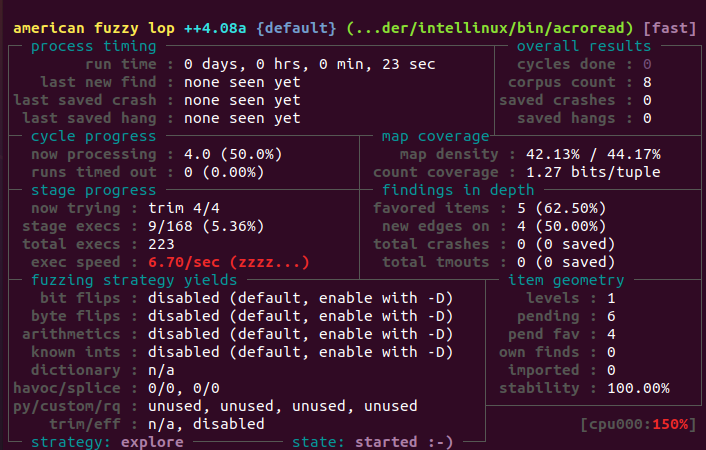 american fuzzy lop ++4.08a {default} (...der/intellinux/bin/acroread) [fast]
process timing overall results
run time : 0 days, 0 hrs, 0 min, 23 sec cycles done : 0
last new find : none seen yet corpus count : 8
last saved crash : none seen yet saved crashes : 0
last saved hang : none seen yet saved hangs : 0
cycle progress map coverage
now processing : 4.0 (50.0%) map density : 42.13% / 44.17%
runs timed out : 0 (0.00%) count coverage : 1.27 bits/tuple
stage progress findings in depth
now trying : trim 4/4 favored items : 5 (62.50%)
stage execs : 9/168 (5.36%) new edges on : 4 (50.00%)
total execs : 223 total crashes : 0 (0 saved)
exec speed : 6.70/sec (zzzz...) total tmouts : 0 (0 saved)
fuzzing strategy yields item geometry
bit flips : disabled (default, enable with -D) levels : 1
byte flips : disabled (default, enable with -D) pending : 6
arithmetics : disabled (default, enable with -D) pend fav : 4
known ints : disabled (default, enable with -D) own finds : 0
dictionary : n/a imported : 0
havoc/splice : 0/0, 0/0 stability : 100.00%
py/custom/rq : unused, unused, unused, unused
trim/eff : n/a, disabled [cpu000:150%]
strategy: explore state: started :-)